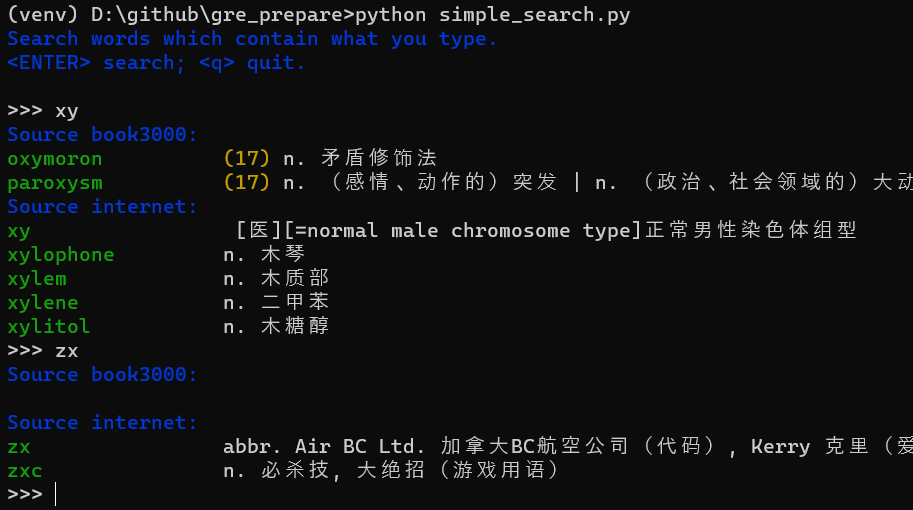 (venv) D:\github\gre_prepare>python simple_search.py
Search words which contain what you type.
<ENTER> search; <q> quit.
>>> xy
Source book3000:
oxymoron (17) n. 矛盾修饰法
paroxysm (17) n. （感情、动作的）突发 | n. （政治、社会领域的）大动
Source internet:
xy [医][=normal male chromosome type]正常男性染色体组型
xylophone n. 木琴
xylem n. 木质部
xylene n. 二甲苯
xylitol n. 木糖醇
>>> zx
Source book3000:
Source internet:
zx abbr. Air BC Ltd. 加拿大BC航空公司（代码）, Kerry 克里（爱
zxc n. 必杀技, 大绝招（游戏用语）
>>>